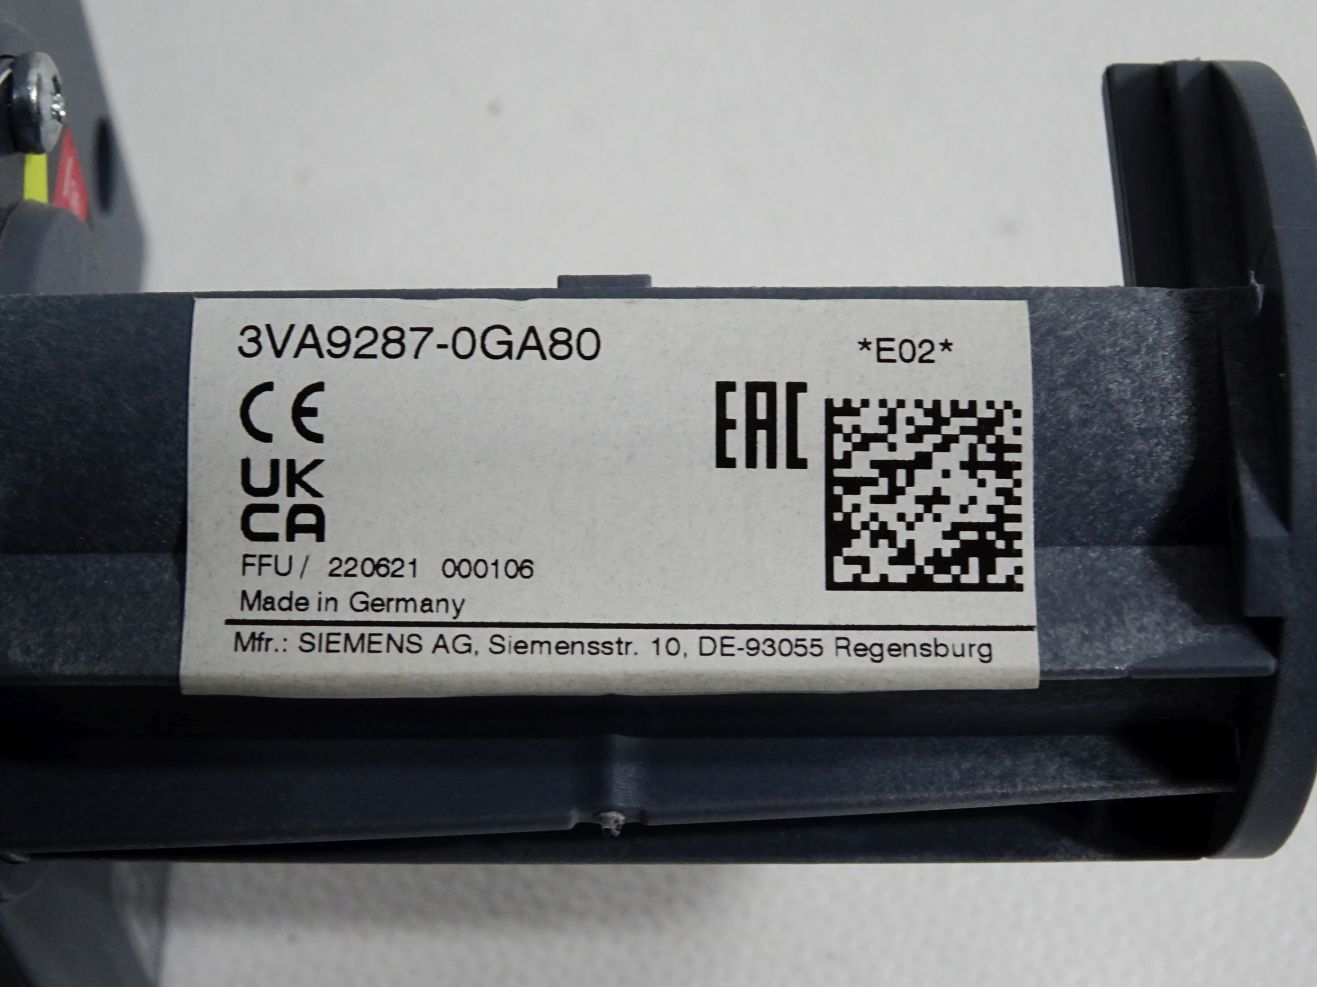 3VA9287-0GA80
*E02*
CE
EAC
UK
CA
FFU / 220621 000106
Made in Germany
Mfr.: SIEMENS AG, Siemensstr. 10, DE-93055 Regensburg